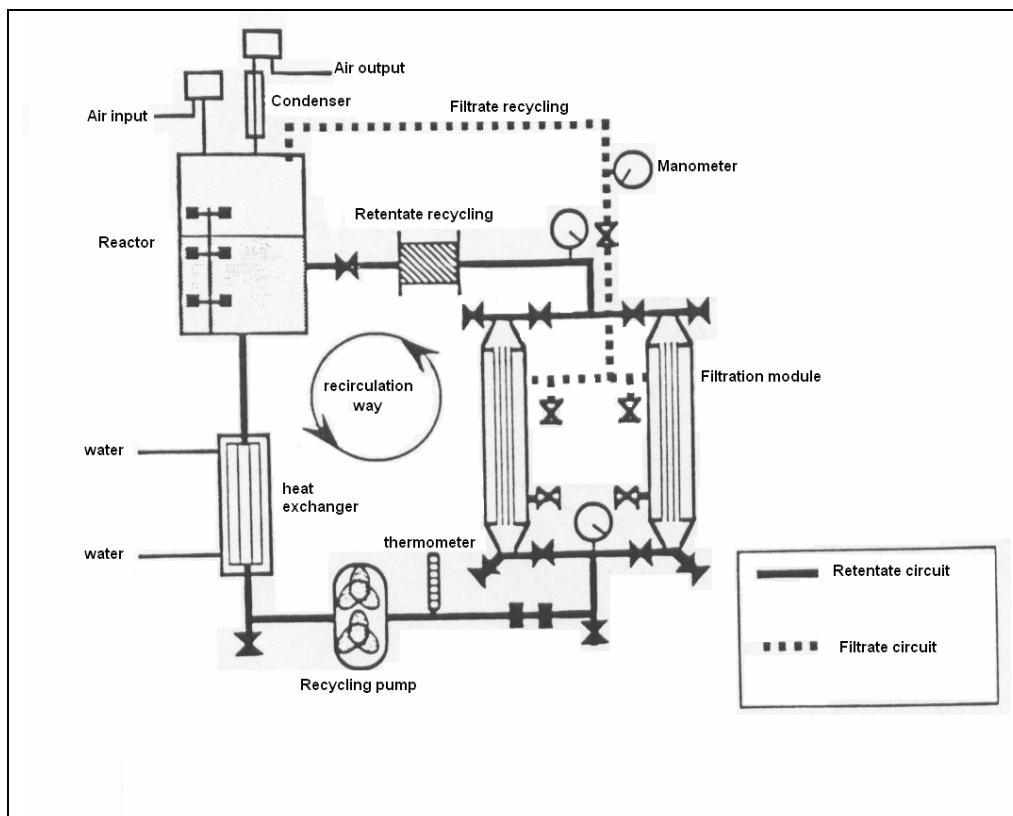 Air output
Condenser
Air input
Filtrate recycling
Manometer
Retentate recycling
Reactor
Filtration module
recirculation
way
water
heat
exchanger
water
thermometer
Retentate circuit
Filtrate circuit
Recycling pump